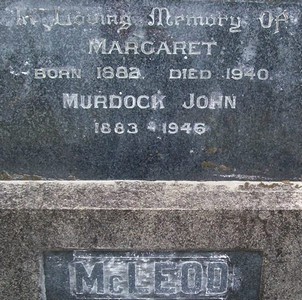 In Loving Memory Of
MARGARET
BORN 1883. DIED 1940.
MURDOCK JOHN
1883 - 1946
McLEOD